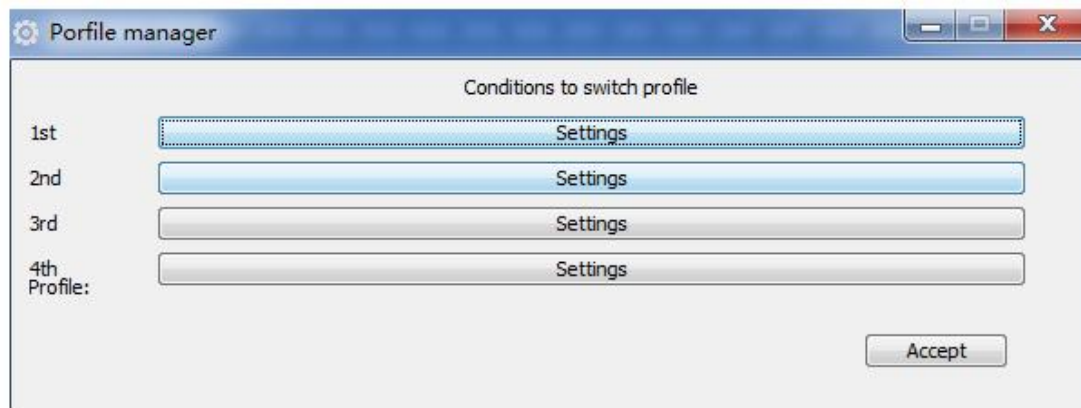 Porfile manager
Conditions to switch profile
1st Settings
2nd Settings
3rd Settings
4th Settings
Profile:
Accept